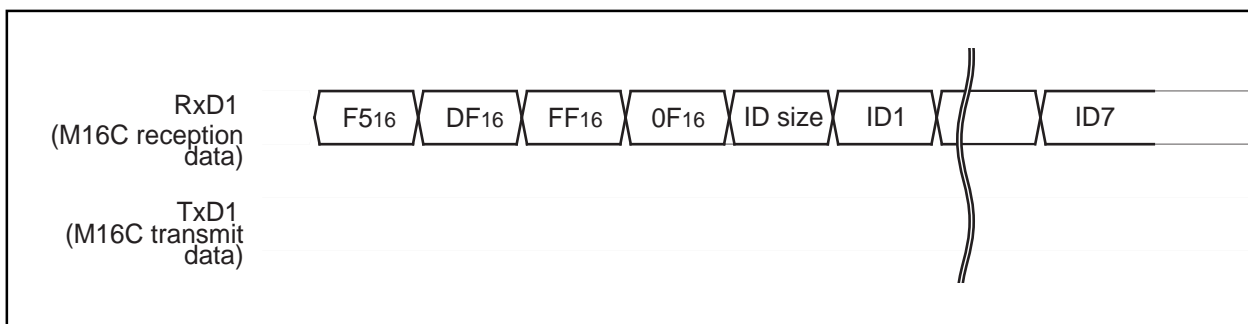 RxD1
(M16C reception
data)
F516 DF16 FF16 0F16 ID size ID1 ID7
TxD1
(M16C transmit
data)